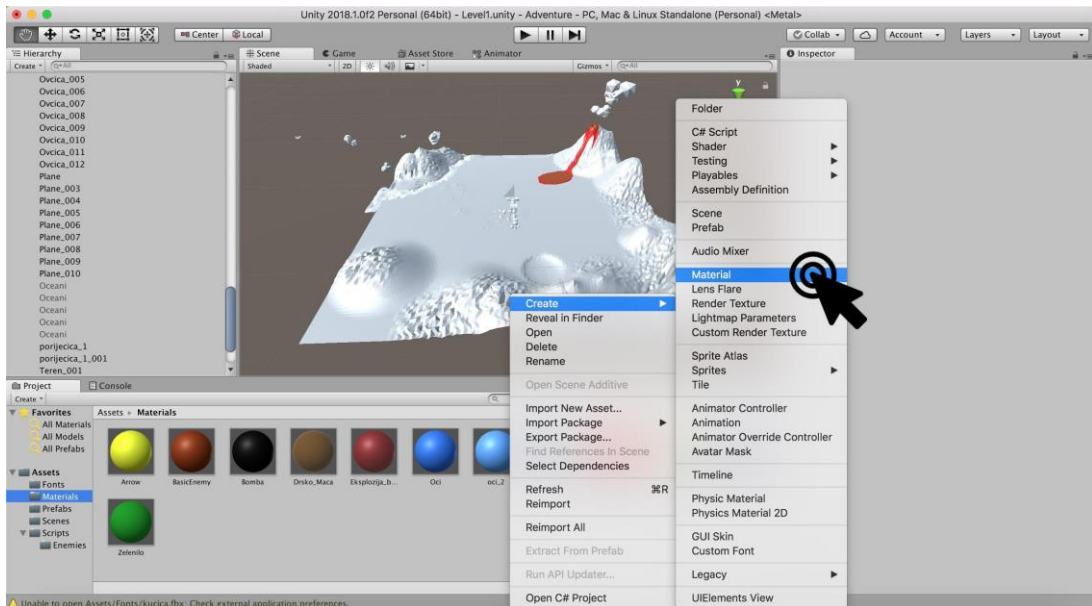 Unity 2018.1.0f2 Personal (64bit) - Level1.unity - Adventure - PC, Mac & Linux Standalone (Personal) <Metal>
Center Local Collab Account Layers Layout
Hierarchy Scene Game Asset Store Animator Inspector
Create Q▾All Shaded 2D Gizmos Q▾All
Ovcica_005
Ovcica_006
Ovcica_007
Ovcica_008
Ovcica_009
Ovcica_010
Ovcica_011
Ovcica_012
Plane
Plane_003
Plane_004
Plane_005
Plane_006
Plane_007
Plane_008
Plane_009
Plane_010
Oceani
Oceani
Oceani
Oceani
Oceani
porijecica_1
porijecica_1_001
Teren_001
y
Folder
C# Script
Shader
Testing
Playables
Assembly Definition
Scene
Prefab
Audio Mixer
Material
Lens Flare
Render Texture
Lightmap Parameters
Custom Render Texture
Sprite Atlas
Sprites
Tile
Animator Controller
Animation
Animator Override Controller
Avatar Mask
Timeline
Physic Material
Physics Material 2D
GUI Skin
Custom Font
Legacy
UIElements View
Create
Reveal in Finder
Open
Delete
Rename
Open Scene Additive
Import New Asset...
Import Package
Export Package...
Find References In Scene
Select Dependencies
Refresh ⌘R
Reimport
Reimport All
Extract From Prefab
Run API Updater...
Open C# Project
Project Console
Create
Favorites
All Materials
All Models
All Prefabs
Assets
Fonts
Materials
Prefabs
Scenes
Scripts
Enemies
Assets ▸ Materials
Arrow BasicEnemy Bomba Drsko_Maca Eksplozija_b... Oci oci_2
Zelenilo
Unable to open Assets/Fonts/kucica.fbx: Check external application preferences.